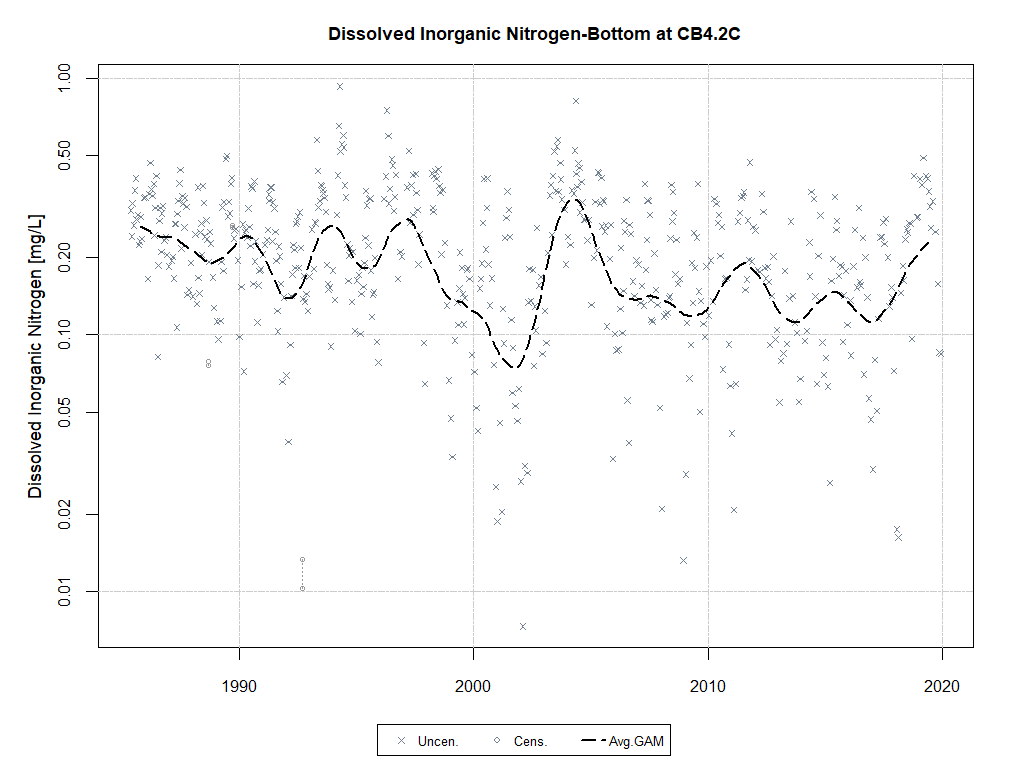 Dissolved Inorganic Nitrogen-Bottom at CB4.2C
Dissolved Inorganic Nitrogen [mg/L]
1.00
0.50
0.20
0.10
0.05
0.02
0.01
1990 2000 2010 2020
Uncen. Cens. Avg.GAM